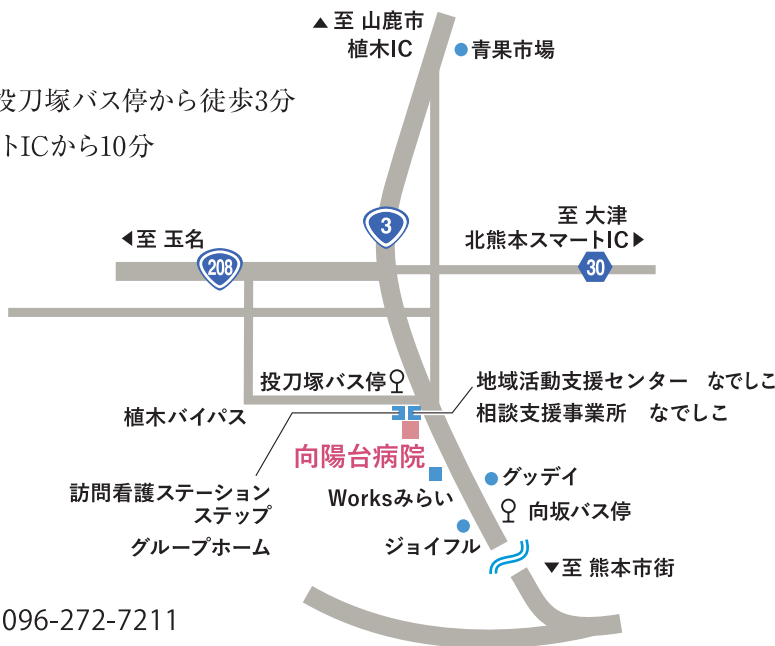 ▲至 山鹿市
植木IC
青果市場
投刀塚バス停から徒歩3分
トICから10分
3
至 大津
北熊本スマートIC▶
◀至 玉名
208
30
投刀塚バス停
地域活動支援センター　なでしこ
相談支援事業所　なでしこ
植木バイパス
向陽台病院
グッデイ
訪問看護ステーション
ステップ
Worksみらい
向坂バス停
グループホーム
ジョイフル
▼至 熊本市街
096-272-7211